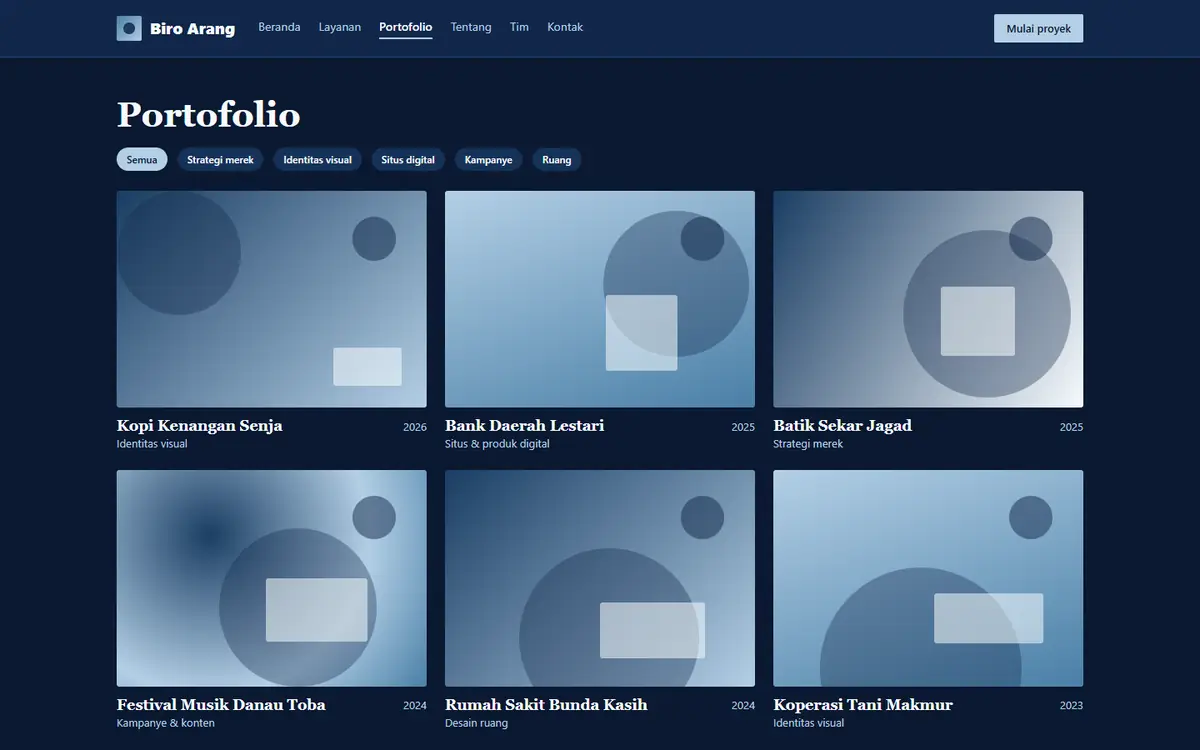 Biro Arang
Beranda Layanan Portofolio Tentang Tim Kontak
Mulai proyek
Portofolio
Semua Strategi merek Identitas visual Situs digital Kampanye Ruang
Kopi Kenangan Senja 2026
Identitas visual
Bank Daerah Lestari 2025
Situs & produk digital
Batik Sekar Jagad 2025
Strategi merek
Festival Musik Danau Toba 2024
Kampanye & konten
Rumah Sakit Bunda Kasih 2024
Desain ruang
Koperasi Tani Makmur 2023
Identitas visual